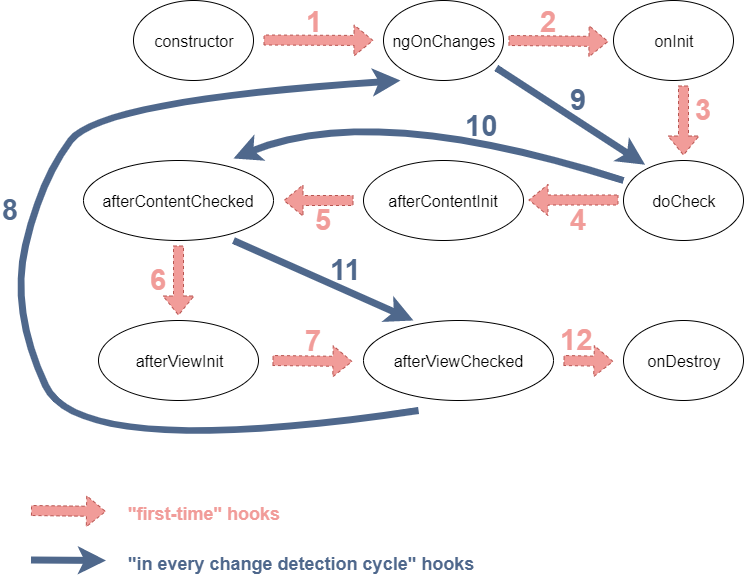 1
2
constructor
ngOnChanges
onInit
9
3
10
8
afterContentChecked
afterContentInit
doCheck
5
4
6
11
7
12
afterViewInit
afterViewChecked
onDestroy
"first-time" hooks
"in every change detection cycle" hooks